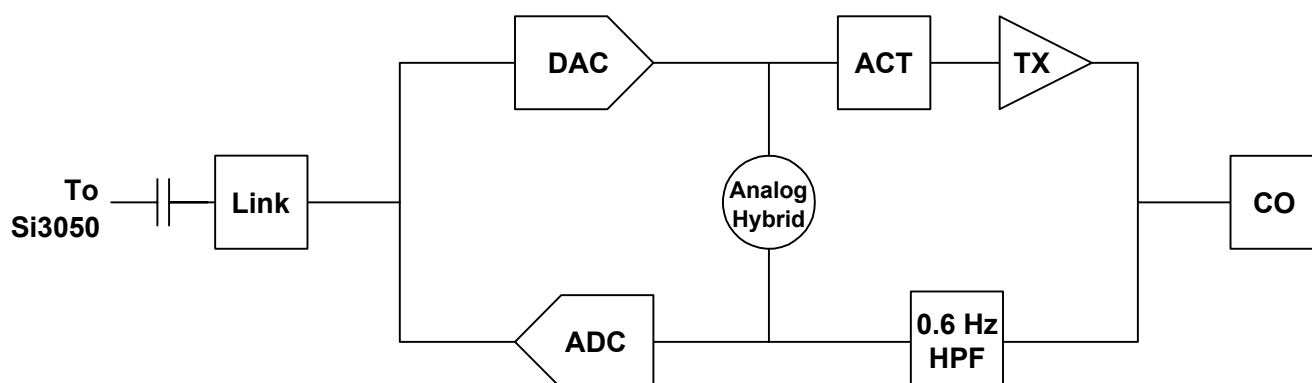 DAC
ACT
TX
To
Si3050
Link
Analog
Hybrid
CO
ADC
0.6 Hz
HPF